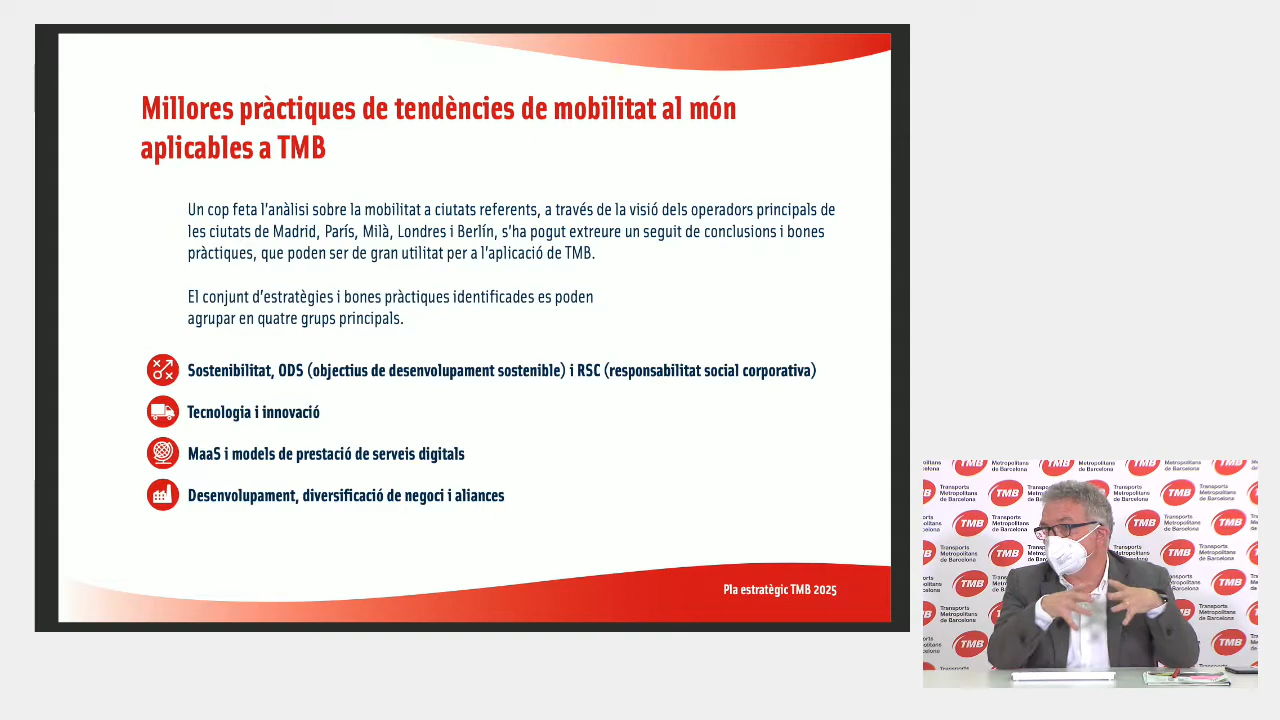 Millores pràctiques de tendències de mobilitat al món
aplicables a TMB
Un cop feta l'anàlisi sobre la mobilitat a ciutats referents, a través de la visió dels operadors principals de
les ciutats de Madrid, París, Milà, Londres i Berlín, s'ha pogut extreure un seguit de conclusions i bones
pràctiques, que poden ser de gran utilitat per a l'aplicació de TMB.
El conjunt d'estratègies i bones pràctiques identificades es poden
agrupar en quatre grups principals.
Sostenibilitat, ODS (objectius de desenvolupament sostenible) i RSC (responsabilitat social corporativa)
Tecnologia i innovació
MaaS i models de prestació de serveis digitals
Desenvolupament, diversificació de negoci i aliances
Pla estratègic TMB 2025
TMB
Transports
Metropolitans
de Barcelona